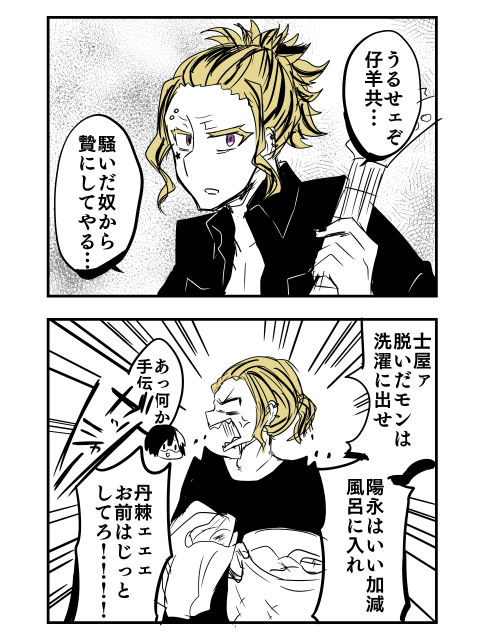 うるせェぞ
仔羊共…
騒いだ奴から
贄にしてやる…
士屋ァ
脱いだモンは
洗濯に出せ
陽永はいい加減
風呂に入れ
あっ何か
手伝
丹棘ェェェ
お前はじっと
してろ!!!!